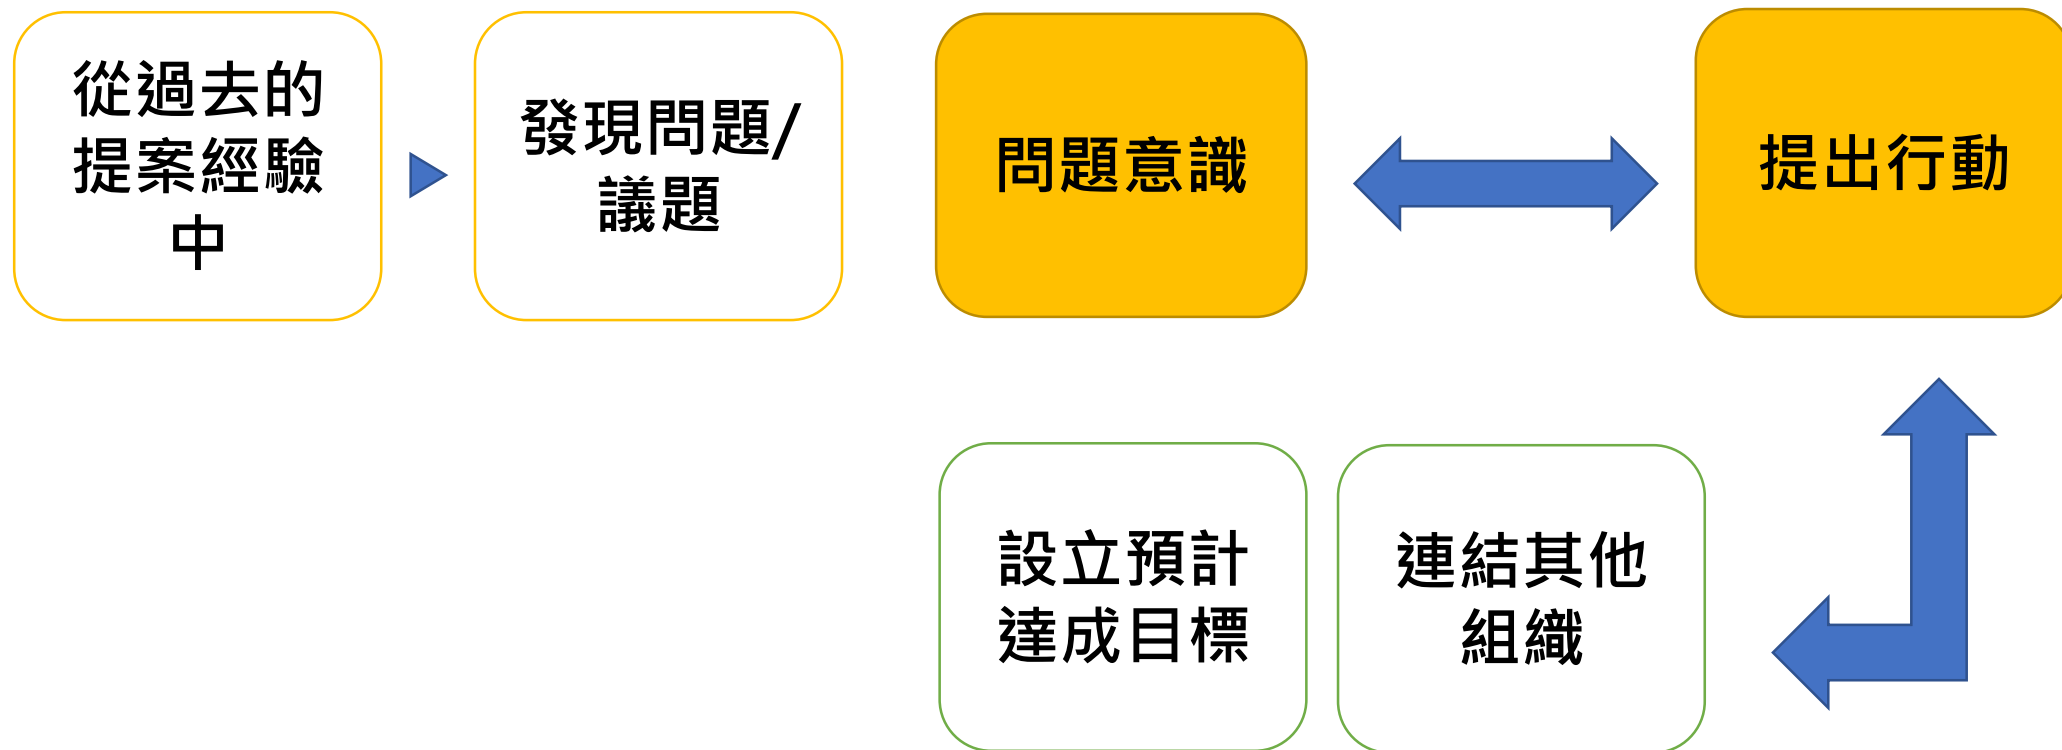 從過去的
提案經驗
中
發現問題/
議題
問題意識
提出行動
設立預計
達成目標
連結其他
組織